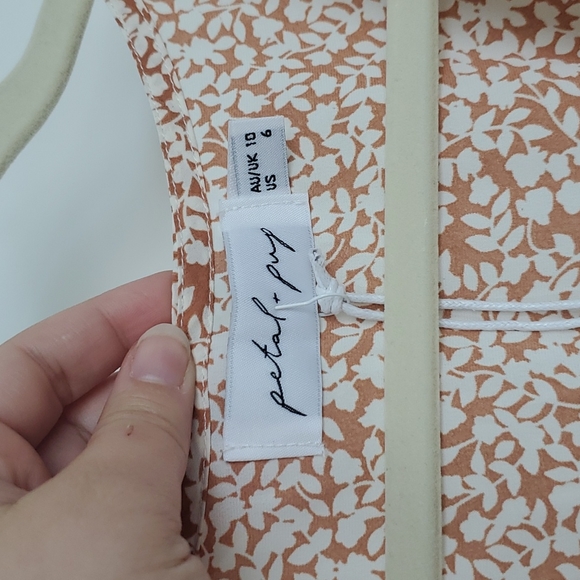 AU/UK 10
US 6
petal + pup